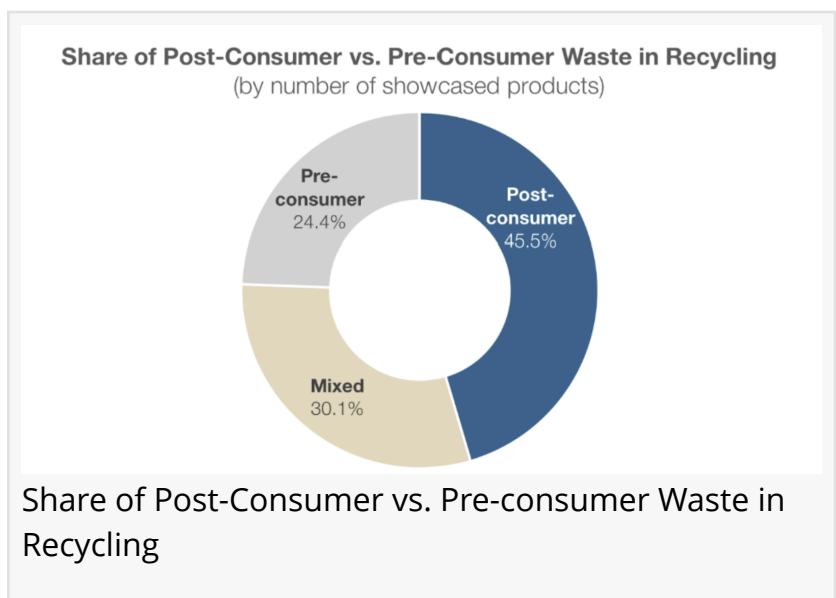 Share of Post-Consumer vs. Pre-Consumer Waste in Recycling
(by number of showcased products)
Pre-
consumer
24.4%
Post-
consumer
45.5%
Mixed
30.1%
Share of Post-Consumer vs. Pre-consumer Waste in
Recycling